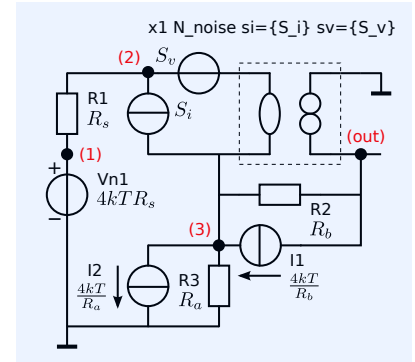 x1 N_noise si={S_i} sv={S_v}
(2)
S_v
R1
R_s
S_i
(out)
(1)
+
Vn1
4kTR_s
−
R2
R_b
(3)
I2
4kT
R_a
R3
R_a
I1
4kT
R_b